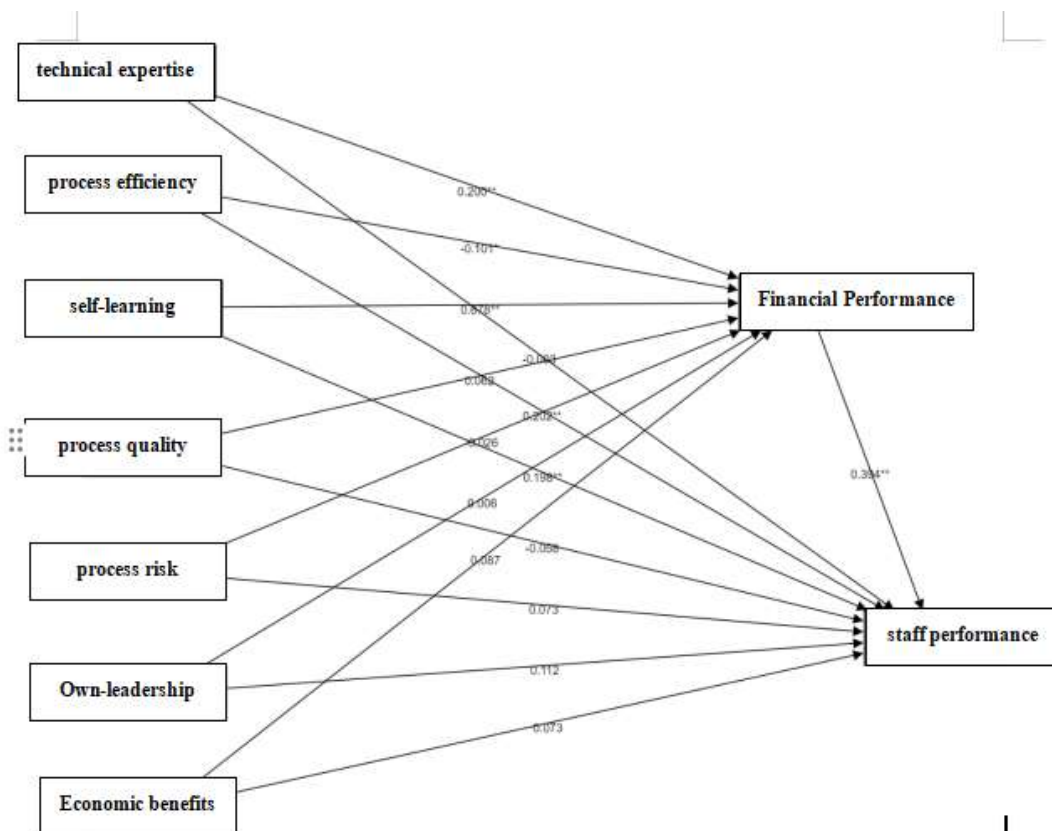 technical expertise
process efficiency
0.200**
-0.101*
self-learning
Financial Performance
0.678**
0.202**
process quality
0.026
0.394**
0.198**
0.006
-0.058
process risk
0.087
0.073
staff performance
0.112
Own-leadership
0.073
Economic benefits